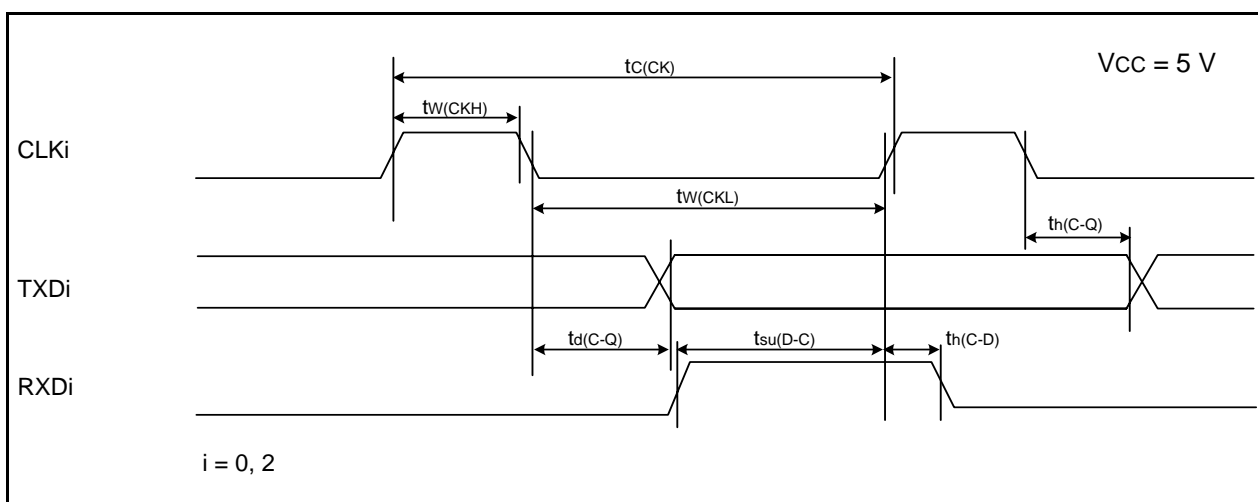 VCC = 5 V
tC(CK)
tW(CKH)
CLKi
tW(CKL)
th(C-Q)
TXDi
td(C-Q)
tsu(D-C)
th(C-D)
RXDi
i = 0, 2